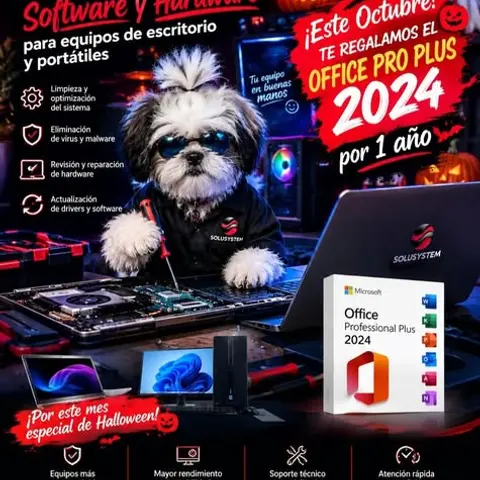 Software y Hardware
para equipos de escritorio
y portátiles
Limpieza y
optimización
del sistema
Eliminación
de virus y malware
Revisión y reparación
de hardware
Actualización
de drivers y software
Tu equipo
en buenas
manos
¡Este Octubre!
TE REGALAMOS EL
OFFICE PRO PLUS
2024
por 1 año
SOLUSYSTEM
SOLUSYSTEM
Microsoft
Office
Professional Plus
2024
W
X
P
O
A
N
¡Por este mes
especial de Halloween!
Equipos más
Mayor rendimiento
Soporte técnico
Atención rápida